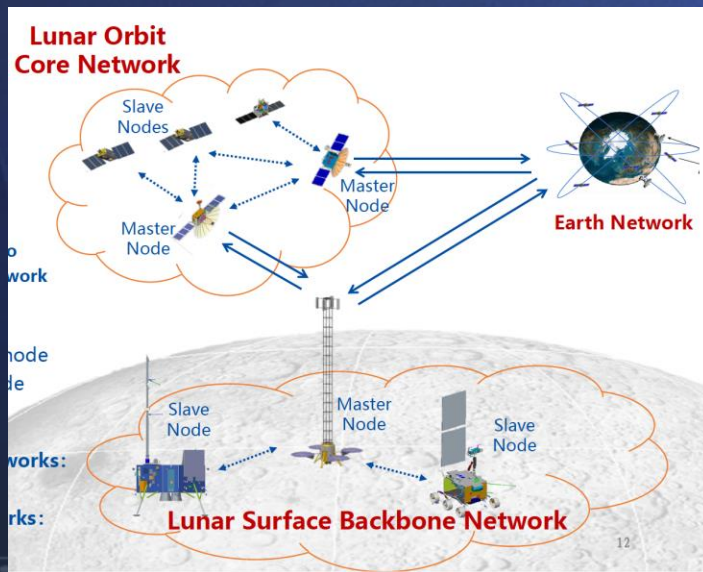 Lunar Orbit
Core Network
Slave
Nodes
Master
Node
Master
Node
Earth Network
o
work
node
de
Slave
Node
Master
Node
Slave
Node
works:
rks:
Lunar Surface Backbone Network
12